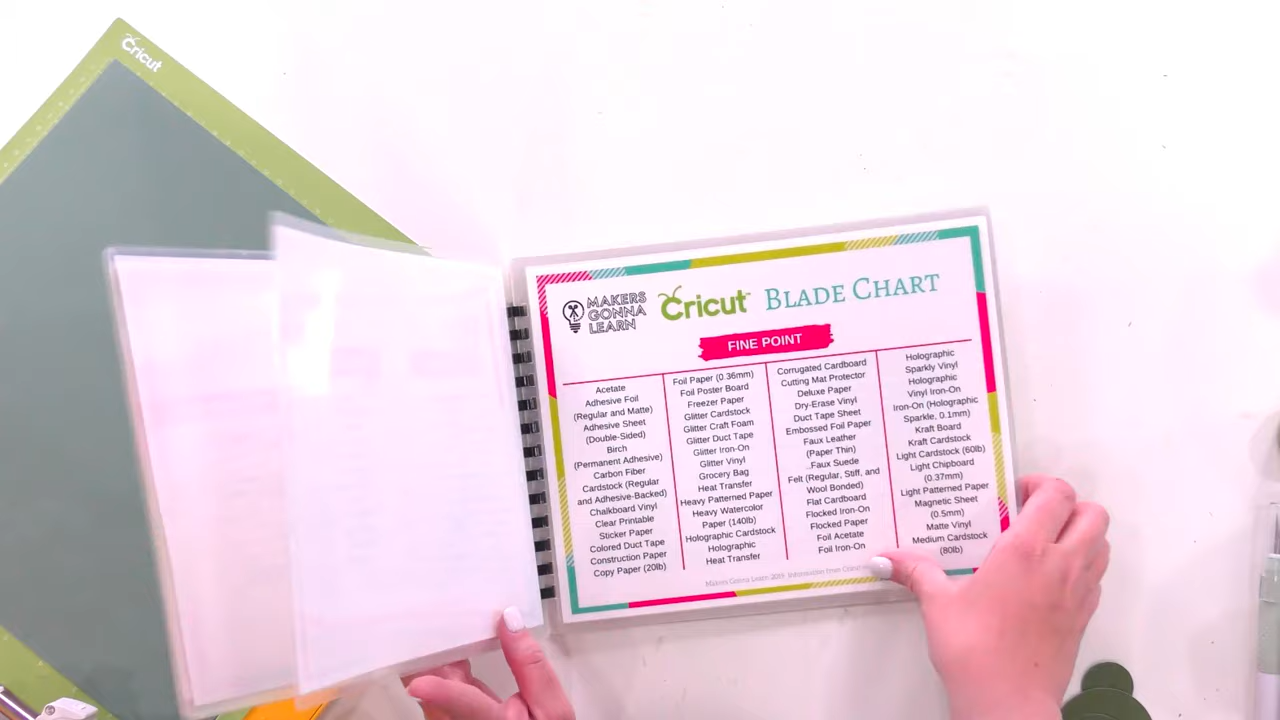 Cricut
MAKERS
GONNA
LEARN
Cricut
BLADE CHART
FINE POINT
Acetate
Adhesive Foil
(Regular and Matte)
Adhesive Sheet
(Double-Sided)
Birch
(Permanent Adhesive)
Carbon Fiber
Cardstock (Regular
and Adhesive-Backed)
Chalkboard Vinyl
Clear Printable
Sticker Paper
Colored Duct Tape
Construction Paper
Copy Paper (20lb)
Foil Paper (0.36mm)
Foil Poster Board
Freezer Paper
Glitter Cardstock
Glitter Craft Foam
Glitter Duct Tape
Glitter Iron-On
Glitter Vinyl
Grocery Bag
Heat Transfer
Heavy Patterned Paper
Heavy Watercolor
Paper (140lb)
Holographic Cardstock
Holographic
Heat Transfer
Corrugated Cardboard
Cutting Mat Protector
Deluxe Paper
Dry-Erase Vinyl
Duct Tape Sheet
Embossed Foil Paper
Faux Leather
(Paper Thin)
Faux Suede
Felt (Regular, Stiff, and
Wool Bonded)
Flat Cardboard
Flocked Iron-On
Flocked Paper
Foil Acetate
Foil Iron-On
Holographic
Sparkly Vinyl
Holographic
Vinyl Iron-On
Iron-On (Holographic
Sparkle, 0.1mm)
Kraft Board
Kraft Cardstock
Light Cardstock (60lb)
Light Chipboard
(0.37mm)
Light Patterned Paper
Magnetic Sheet
(0.5mm)
Matte Vinyl
Medium Cardstock
(80lb)
Makers Gonna Learn 2019 Information from